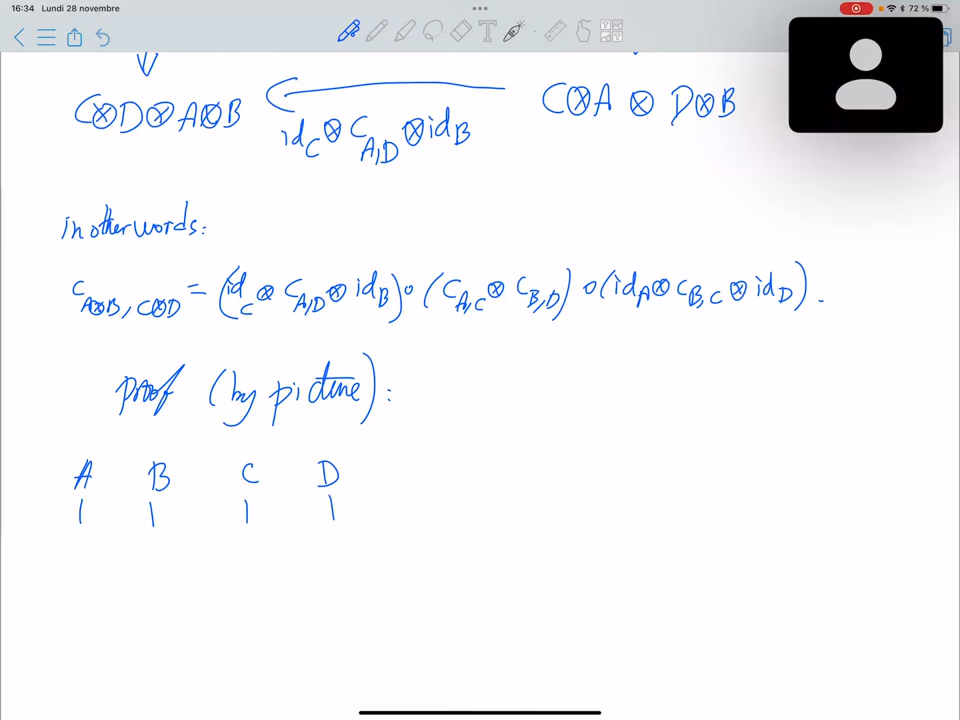 16:34 Lundi 28 novembre
72 %
C⊗D⊗A⊗B
C⊗A ⊗ D⊗B
id_C ⊗ c_{A,D} ⊗ id_B
in other words:
c_{A⊗B, C⊗D} = (id_C ⊗ c_{A,D} ⊗ id_B) ∘ (c_{A,C} ⊗ c_{B,D}) ∘ (id_A ⊗ c_{B,C} ⊗ id_D).
proof (by picture):
A B C D